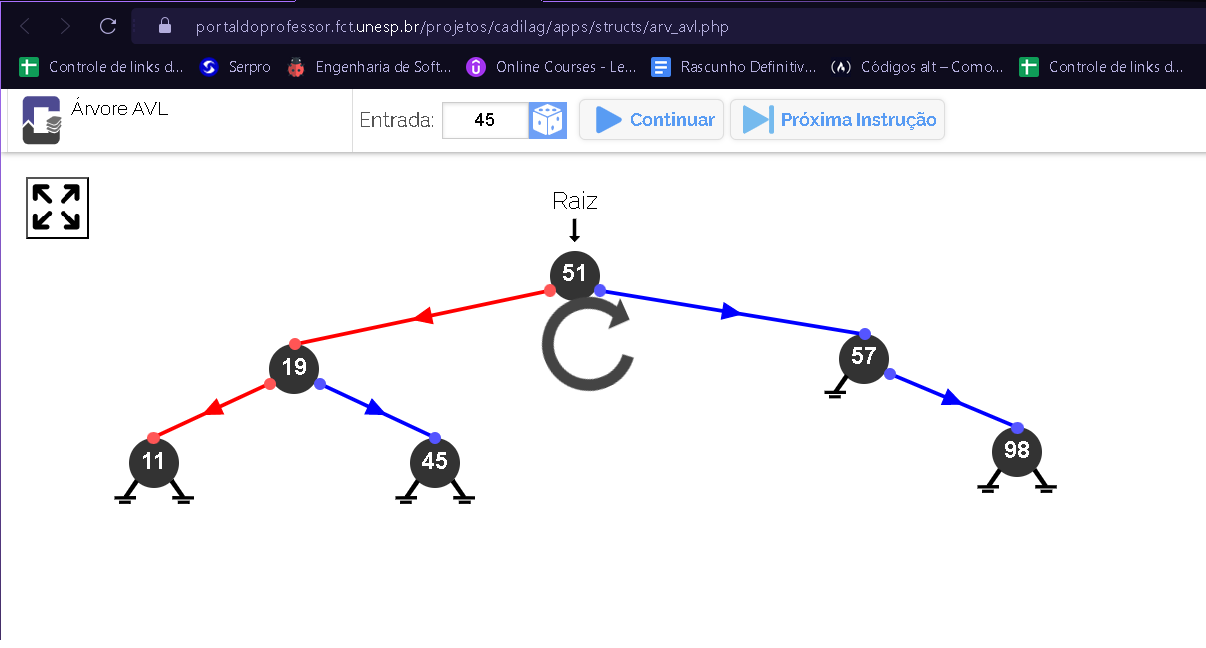 portaldoprofessor.fct.unesp.br/projetos/cadilag/apps/structs/arv_avl.php
Controle de links d... Serpro Engenharia de Soft... Online Courses - Le... Rascunho Definitiv... Códigos alt – Como... Controle de links d...
Árvore AVL Entrada: 45 Continuar Próxima Instrução
Raiz
51
19 57
11 45 98